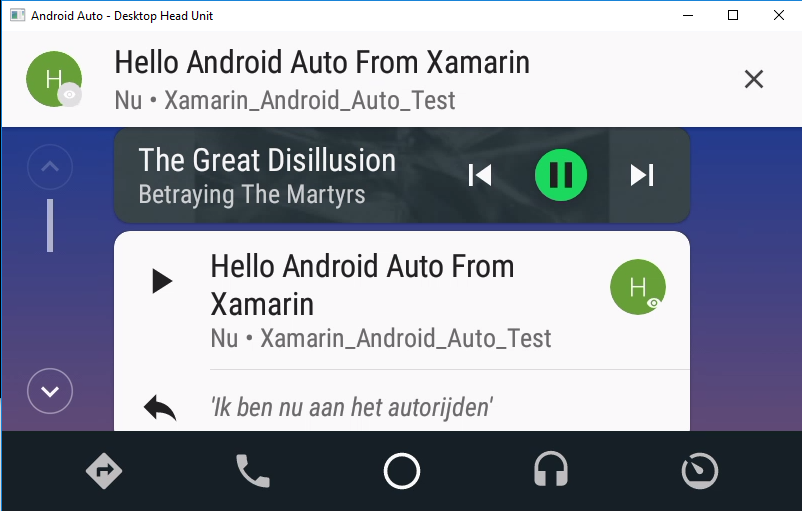 Android Auto - Desktop Head Unit
Hello Android Auto From Xamarin
H
Nu • Xamarin_Android_Auto_Test
The Great Disillusion
Betraying The Martyrs
Hello Android Auto From
Xamarin
H
Nu • Xamarin_Android_Auto_Test
'Ik ben nu aan het autorijden'